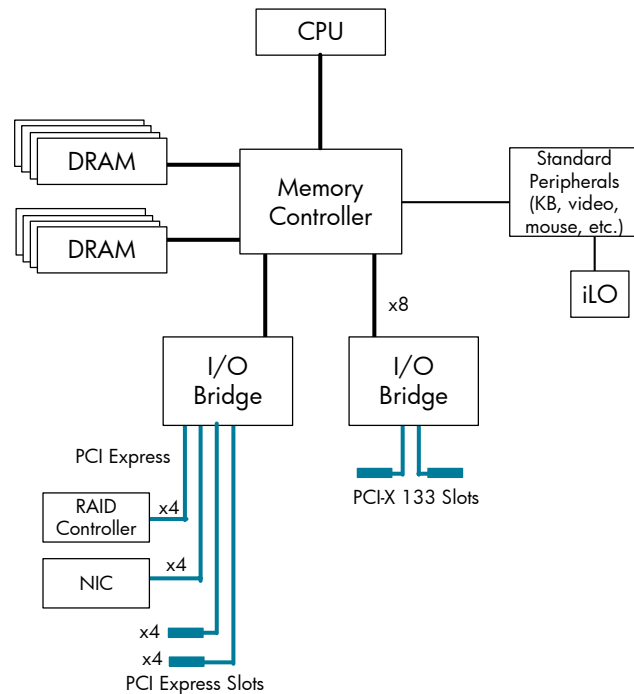 CPU
DRAM
Memory
Controller
Standard
Peripherals
(KB, video,
mouse, etc.)
DRAM
iLO
x8
I/O
Bridge
I/O
Bridge
PCI Express
PCI-X 133 Slots
RAID
Controller
x4
NIC
x4
x4
x4
PCI Express Slots